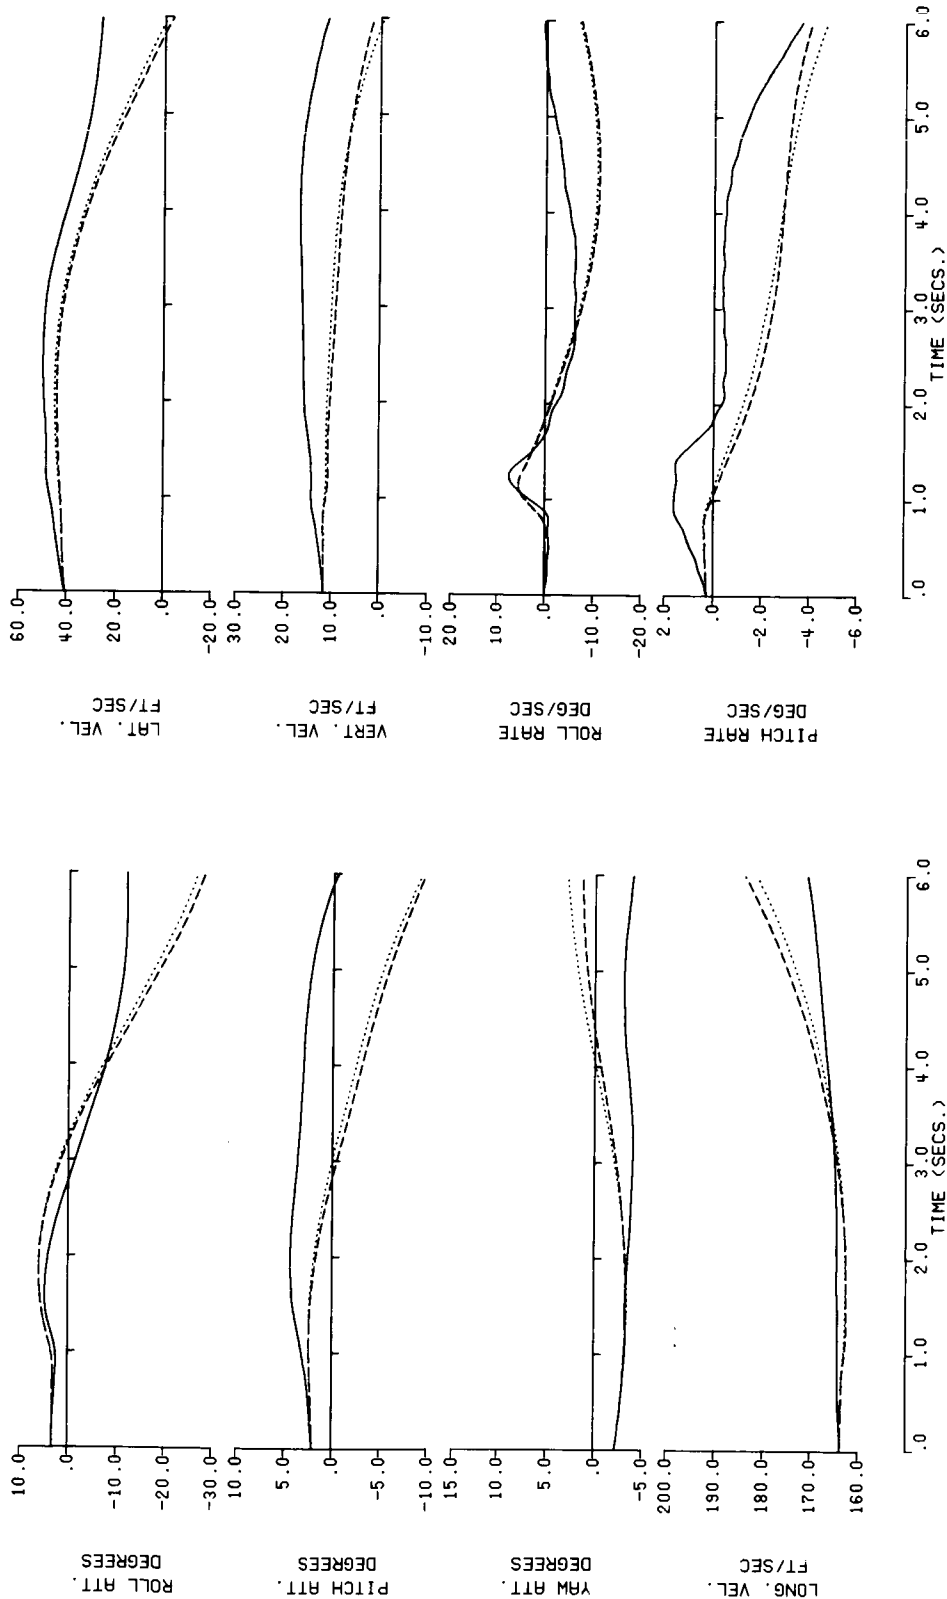 ROLL ATT.
DEGREES
10.0
.0
-10.0
-20.0
-30.0
PITCH ATT.
DEGREES
10.0
5.0
.0
-5.0
-10.0
YAW ATT.
DEGREES
15.0
10.0
5.0
.0
-5.0
LONG. VEL.
FT/SEC
200.0
190.0
180.0
170.0
160.0
.0 1.0 2.0 3.0 4.0 5.0 6.0
TIME (SECS.)
LAT. VEL.
FT/SEC
60.0
40.0
20.0
.0
-20.0
VERT. VEL.
FT/SEC
30.0
20.0
10.0
.0
-10.0
ROLL RATE
DEG/SEC
20.0
10.0
.0
-10.0
-20.0
PITCH RATE
DEG/SEC
2.0
.0
-2.0
-4.0
-6.0
.0 1.0 2.0 3.0 4.0 5.0 6.0
TIME (SECS.)